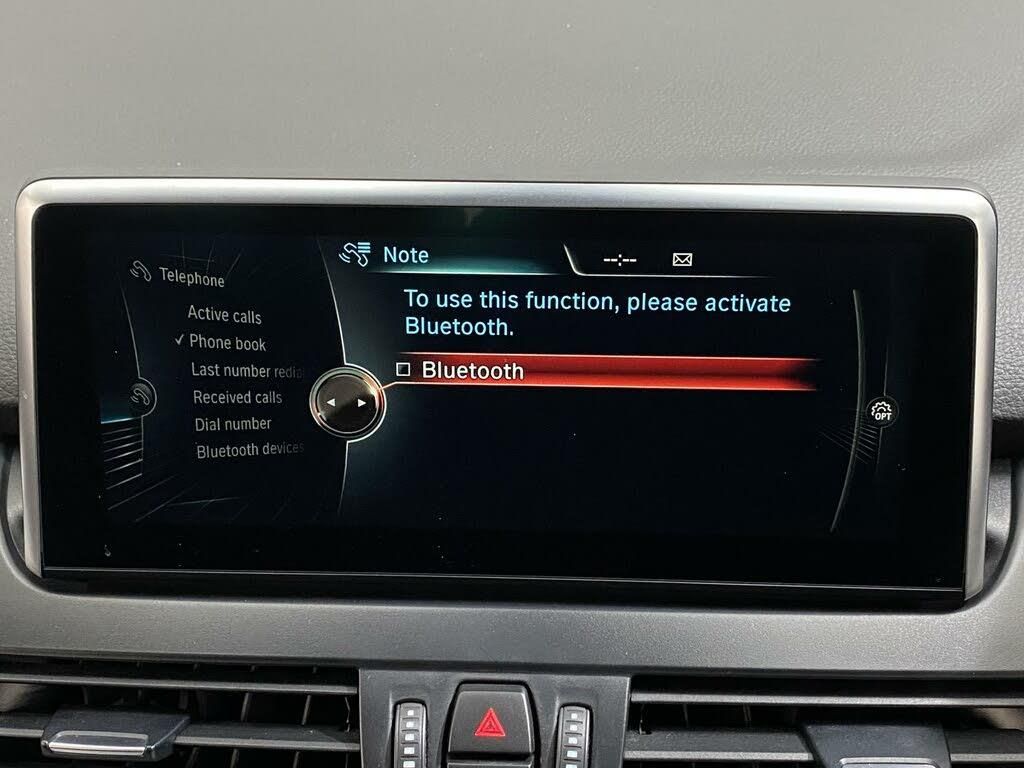 Telephone
Active calls
Phone book
Last number redia
Received calls
Dial number
Bluetooth devices
Note
--:--
To use this function, please activate
Bluetooth.
Bluetooth
OPT